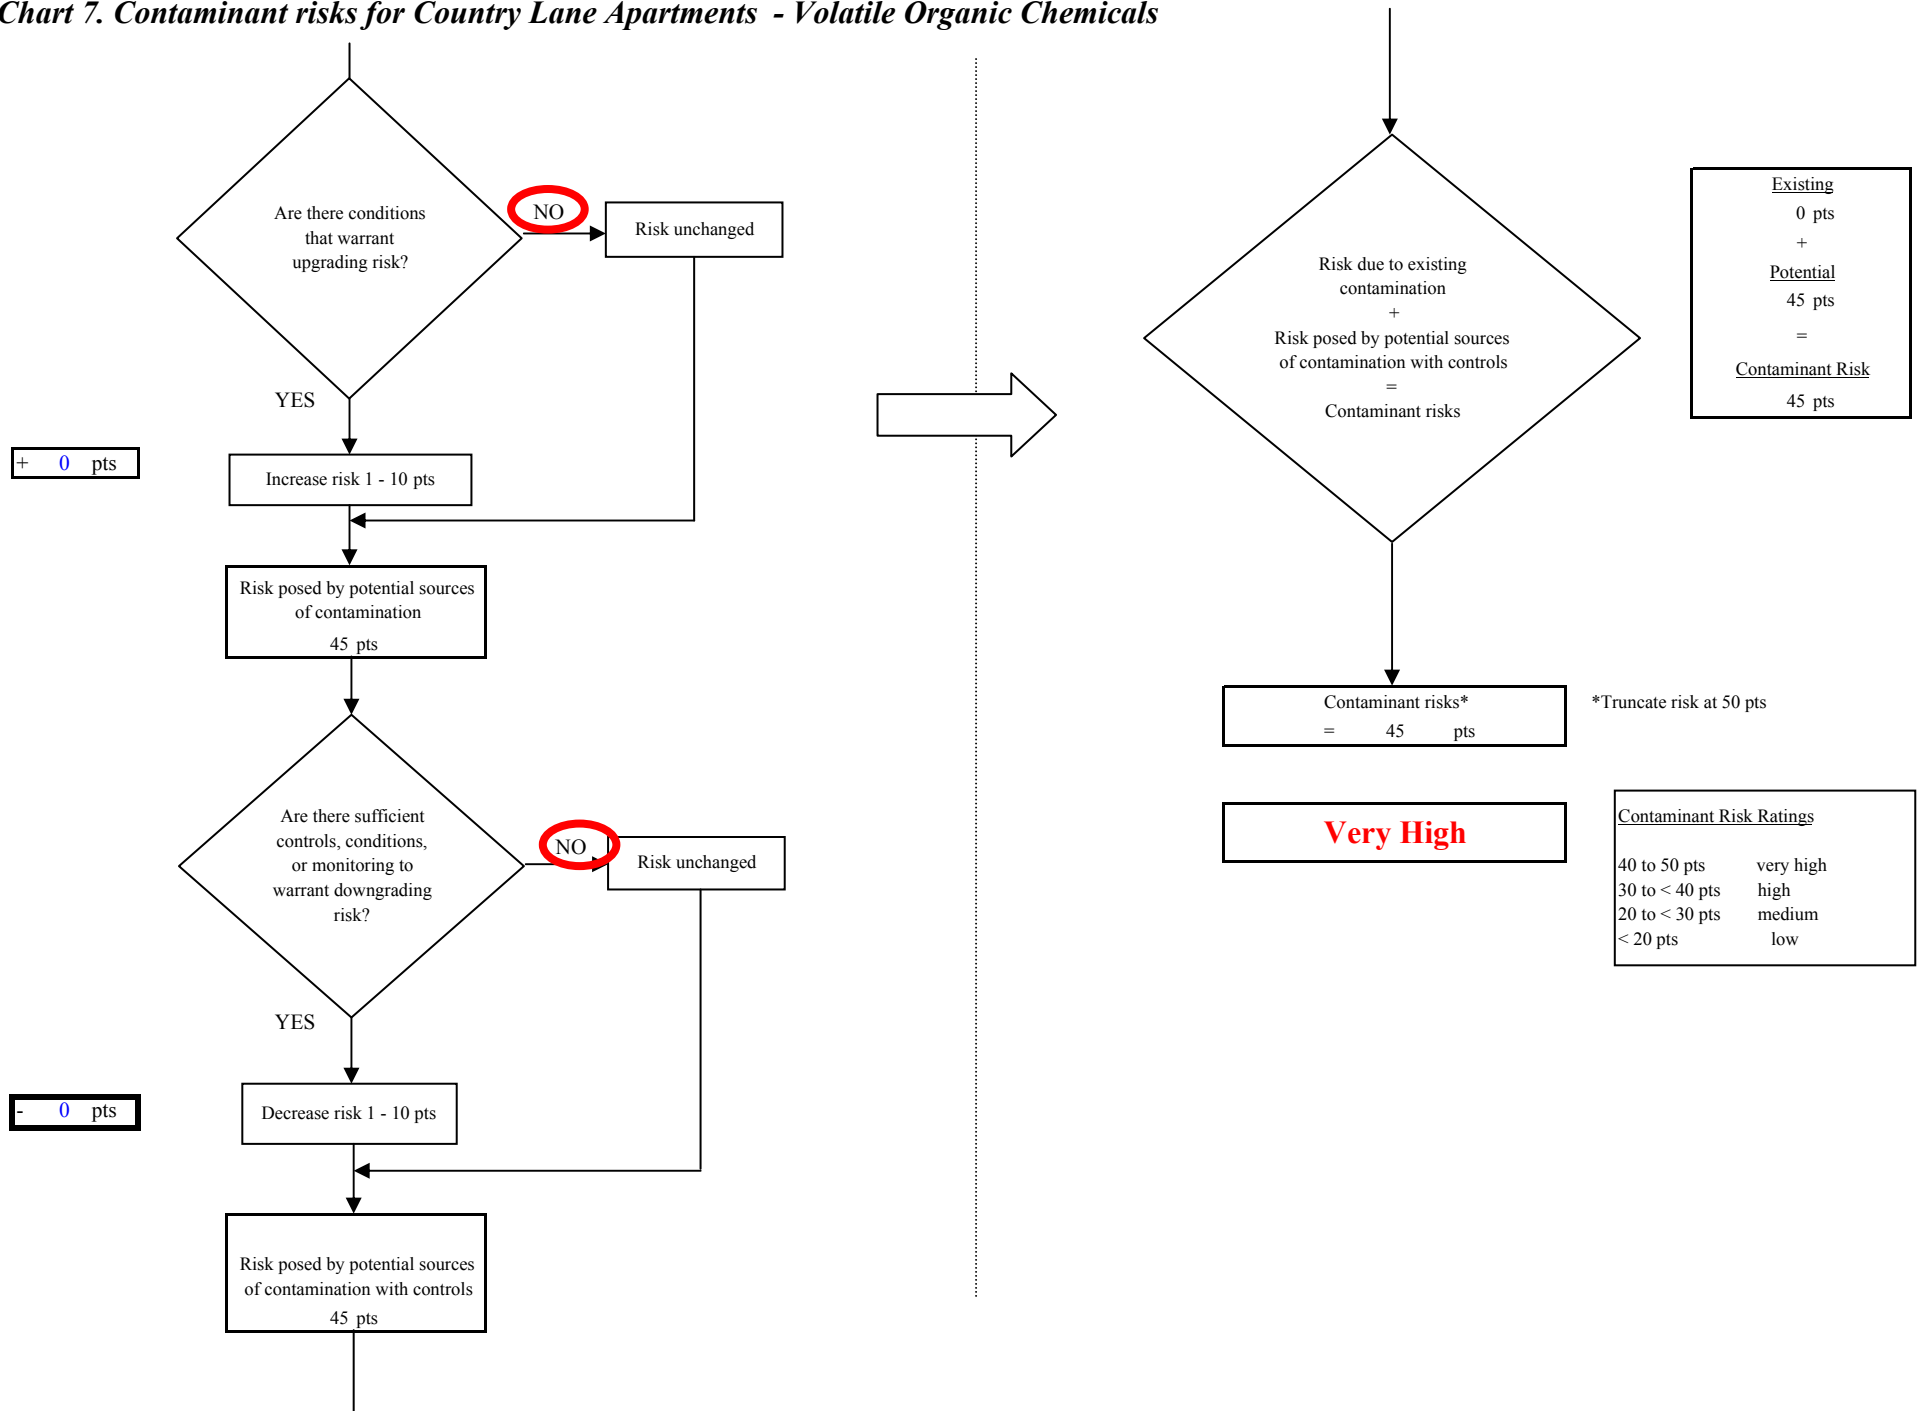 Chart 7. Contaminant risks for Country Lane Apartments - Volatile Organic Chemicals
Are there conditions
that warrant
upgrading risk?
NO
Risk unchanged
YES
+ 0 pts
Increase risk 1 - 10 pts
Risk posed by potential sources
of contamination
45 pts
Are there sufficient
controls, conditions,
or monitoring to
warrant downgrading
risk?
NO
Risk unchanged
YES
- 0 pts
Decrease risk 1 - 10 pts
Risk posed by potential sources
of contamination with controls
45 pts
Risk due to existing
contamination
+
Risk posed by potential sources
of contamination with controls
=
Contaminant risks
Existing
0 pts
+
Potential
45 pts
=
Contaminant Risk
45 pts
Contaminant risks*
= 45 pts
*Truncate risk at 50 pts
Very High
Contaminant Risk Ratings
40 to 50 pts very high
30 to < 40 pts high
20 to < 30 pts medium
< 20 pts low